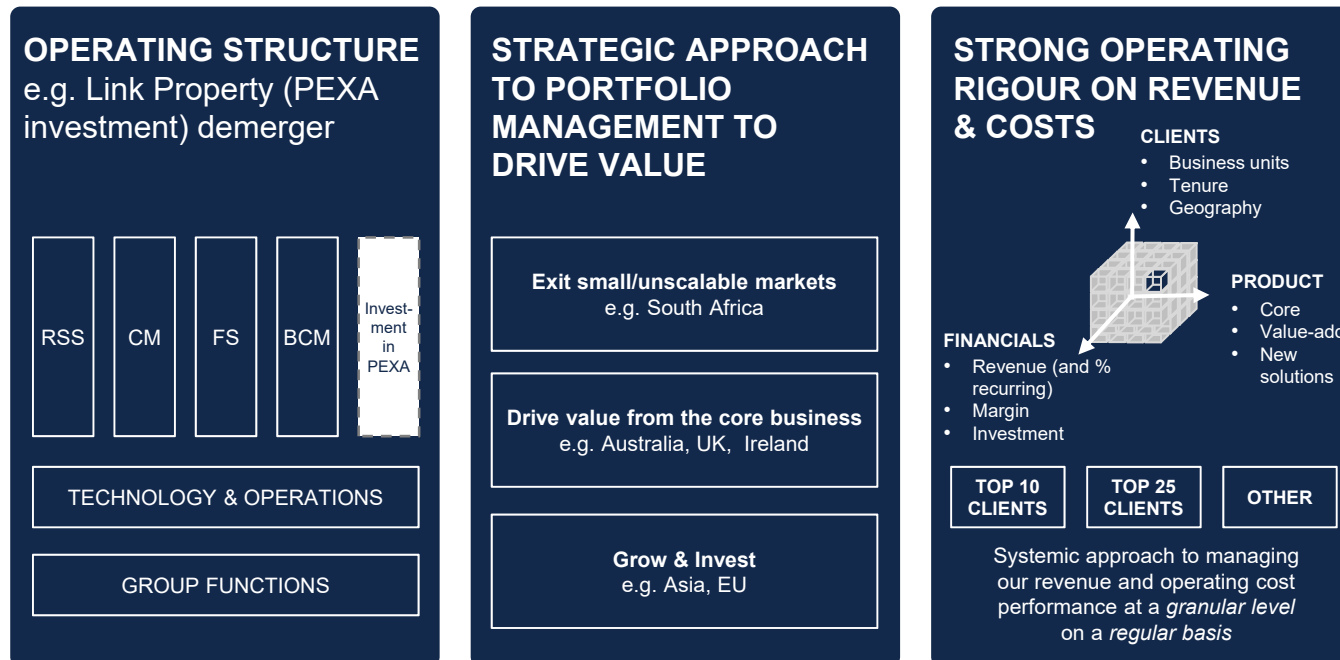 OPERATING STRUCTURE
e.g. Link Property (PEXA
investment) demerger
RSS
CM
FS
BCM
Invest-
ment
in
PEXA
TECHNOLOGY & OPERATIONS
GROUP FUNCTIONS
STRATEGIC APPROACH
TO PORTFOLIO
MANAGEMENT TO
DRIVE VALUE
Exit small/unscalable markets
e.g. South Africa
Drive value from the core business
e.g. Australia, UK, Ireland
Grow & Invest
e.g. Asia, EU
STRONG OPERATING
RIGOUR ON REVENUE
& COSTS
CLIENTS
• Business units
• Tenure
• Geography
PRODUCT
• Core
• Value-add
• New
solutions
FINANCIALS
• Revenue (and %
recurring)
• Margin
• Investment
TOP 10
CLIENTS
TOP 25
CLIENTS
OTHER
Systemic approach to managing
our revenue and operating cost
performance at a granular level
on a regular basis